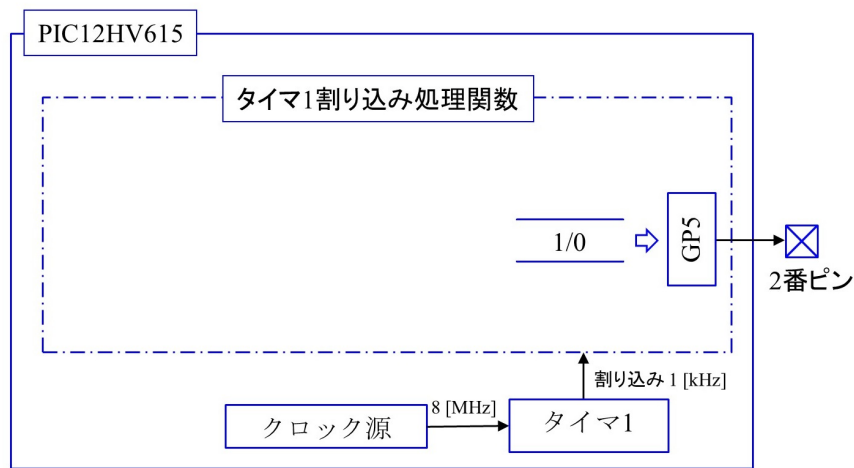 PIC12HV615
タイマ1割り込み処理関数
1/0
GP5
2番ピン
割り込み 1 [kHz]
8 [MHz]
クロック源
タイマ1